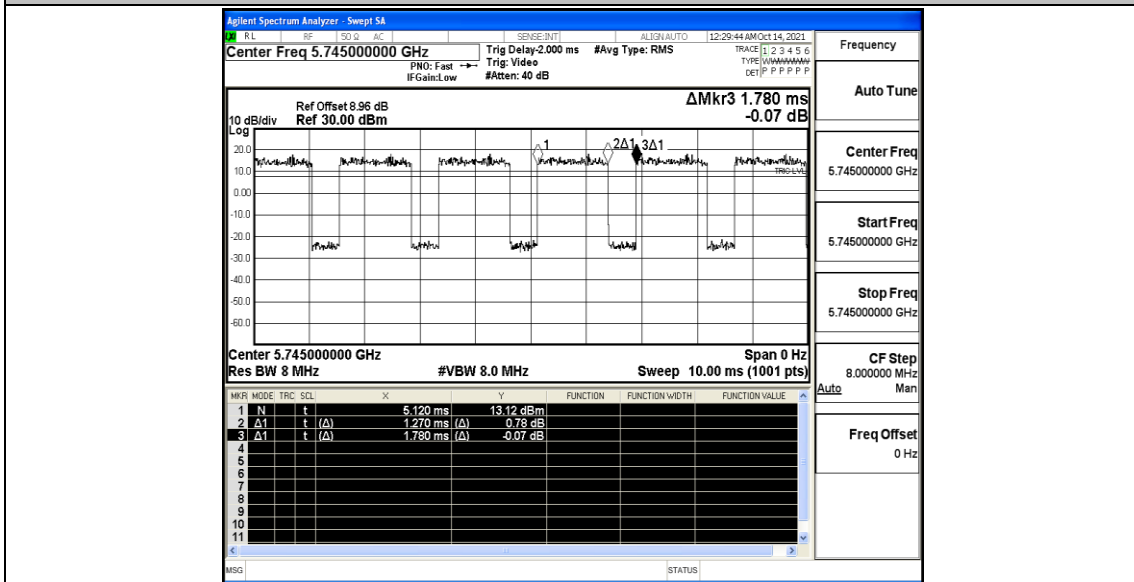 Agilent Spectrum Analyzer - Swept SA
RL RF 50 Ω AC SENSE:INT ALIGN AUTO 12:29:44 AM Oct 14, 2021
Center Freq 5.745000000 GHz Trig Delay-2.000 ms #Avg Type: RMS TRACE 1 2 3 4 5 6
PNO: Fast Trig: Video TYPE WWWWWW
IFGain:Low #Atten: 40 dB DET P P P P P P
ΔMkr3 1.780 ms
Ref Offset 8.96 dB
10 dB/div Ref 30.00 dBm -0.07 dB
Log
1 2Δ1 3Δ1
20.0
10.0
TRIG LVL
0.00
-10.0
-20.0
-30.0
-40.0
-50.0
-60.0
Center 5.745000000 GHz Span 0 Hz
Res BW 8 MHz #VBW 8.0 MHz Sweep 10.00 ms (1001 pts)
MKR MODE TRC SCL X Y FUNCTION FUNCTION WIDTH FUNCTION VALUE
1 N t 5.120 ms 13.12 dBm
2 Δ1 t (Δ) 1.270 ms (Δ) 0.78 dB
3 Δ1 t (Δ) 1.780 ms (Δ) -0.07 dB
4
5
6
7
8
9
10
11
MSG STATUS
Frequency
Auto Tune
Center Freq
5.745000000 GHz
Start Freq
5.745000000 GHz
Stop Freq
5.745000000 GHz
CF Step
8.000000 MHz
Auto Man
Freq Offset
0 Hz